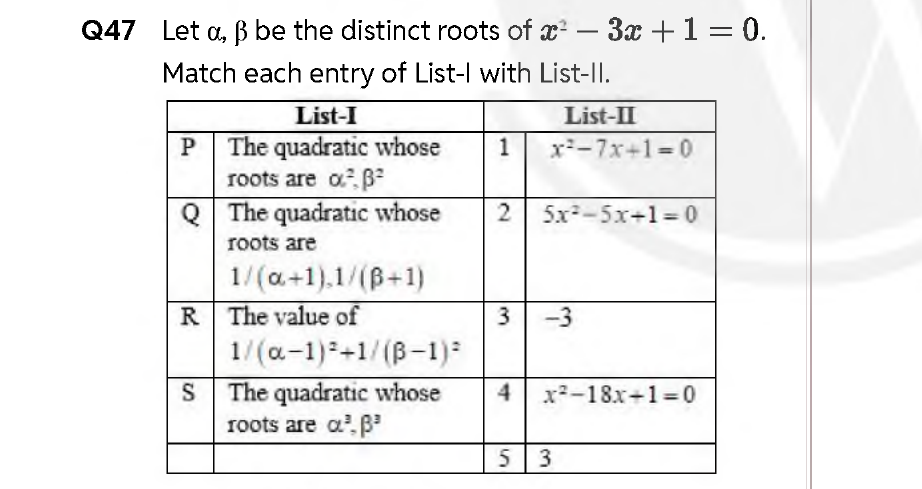 Q47 Let α, β be the distinct roots of x² − 3x + 1 = 0.
Match each entry of List-I with List-II.
List-I List-II
P The quadratic whose 1 x²−7x+1=0
roots are α²,β²
Q The quadratic whose 2 5x²−5x+1=0
roots are
1/(α+1),1/(β+1)
R The value of 3 −3
1/(α−1)²+1/(β−1)²
S The quadratic whose 4 x²−18x+1=0
roots are α³,β³
5 3